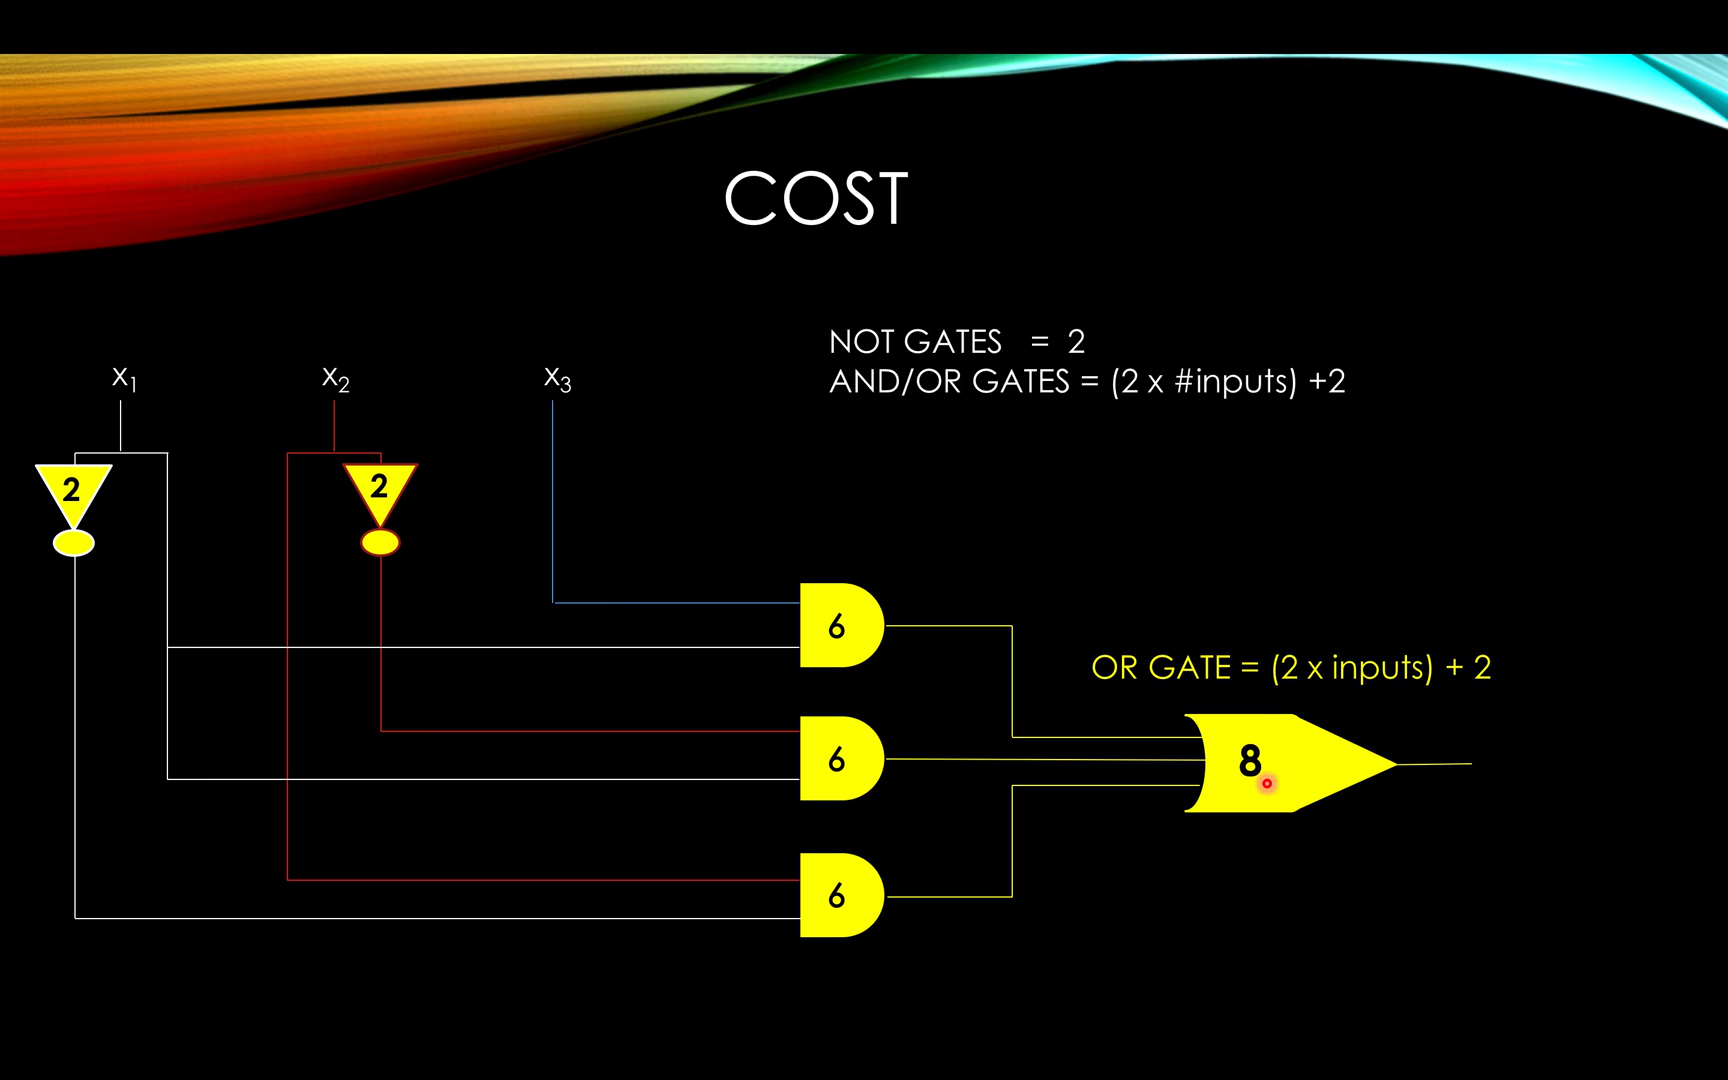 COST
NOT GATES = 2
AND/OR GATES = (2 x #inputs) +2
x₁ x₂ x₃
2 2
6
OR GATE = (2 x inputs) + 2
6 8
6